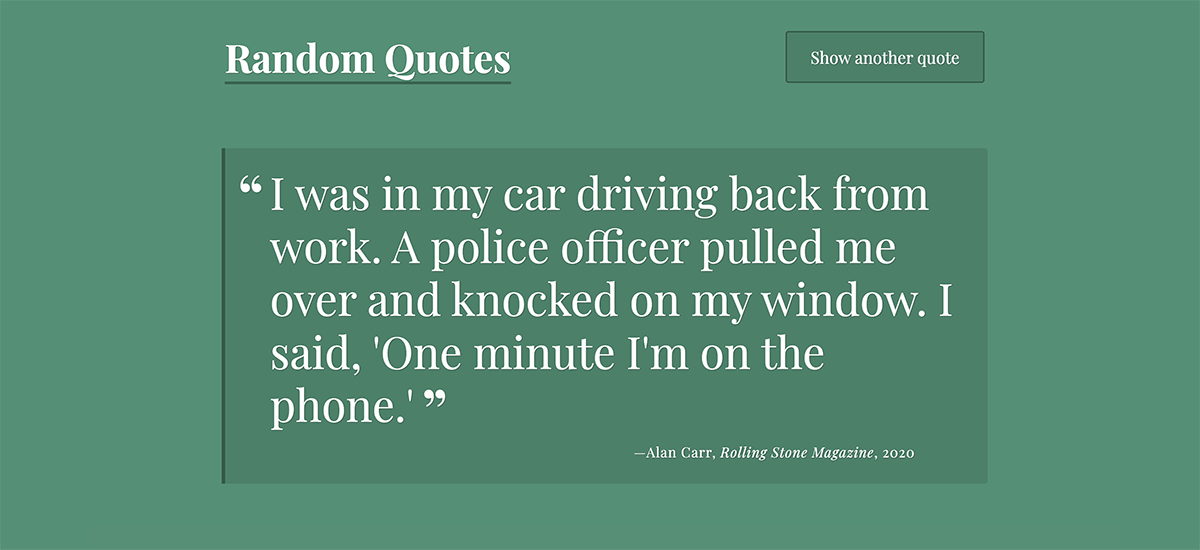 Random Quotes
Show another quote
“ I was in my car driving back from
work. A police officer pulled me
over and knocked on my window. I
said, 'One minute I'm on the
phone.' ”
—Alan Carr, Rolling Stone Magazine, 2020